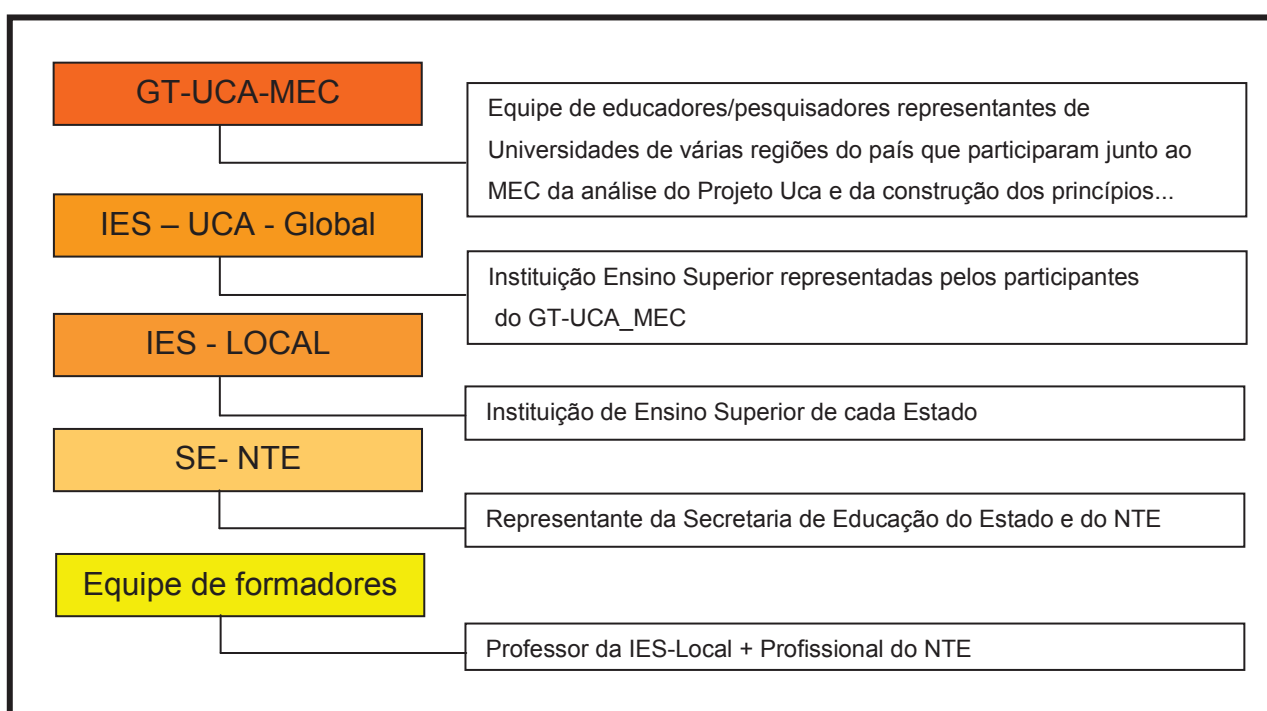 GT-UCA-MEC
Equipe de educadores/pesquisadores representantes de
Universidades de várias regiões do país que participaram junto ao
MEC da análise do Projeto Uca e da construção dos princípios...
IES – UCA - Global
Instituição Ensino Superior representadas pelos participantes
do GT-UCA_MEC
IES - LOCAL
Instituição de Ensino Superior de cada Estado
SE- NTE
Representante da Secretaria de Educação do Estado e do NTE
Equipe de formadores
Professor da IES-Local + Profissional do NTE